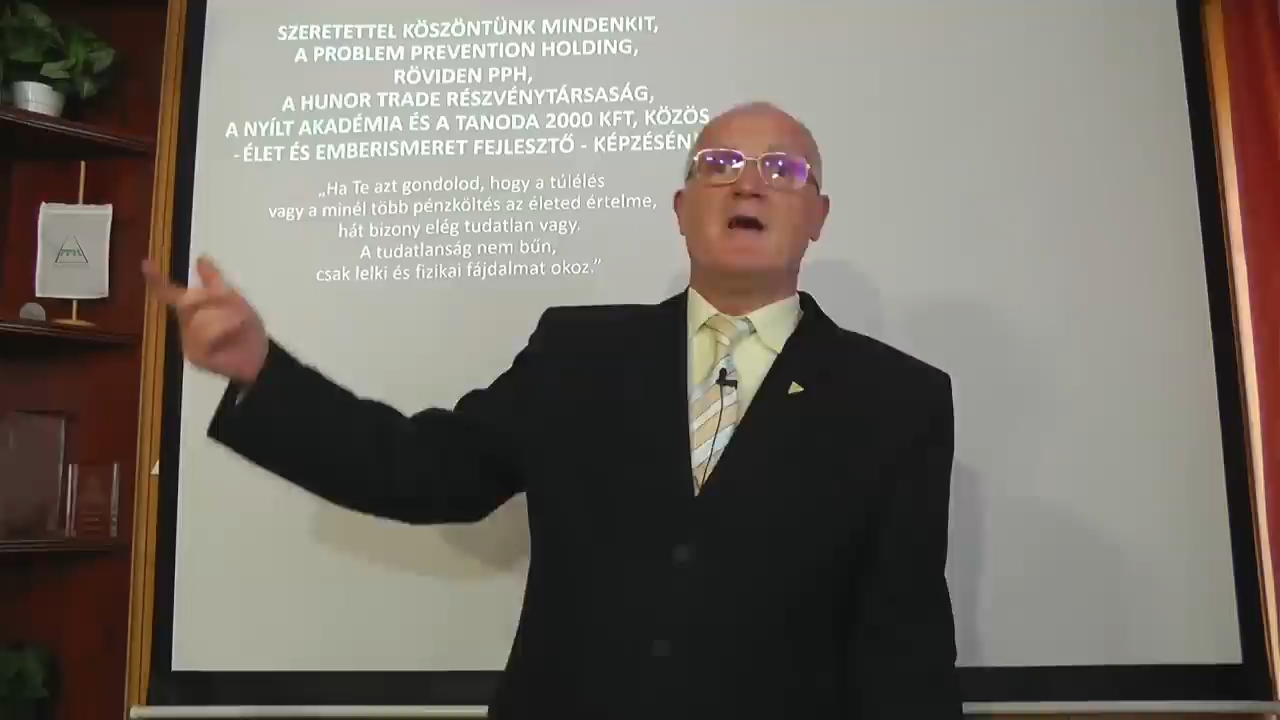 SZERETETTEL KÖSZÖNTÜNK MINDENKIT,
A PROBLEM PREVENTION HOLDING,
RÖVIDEN PPH,
A HUNOR TRADE RÉSZVÉNYTÁRSASÁG,
A NYÍLT AKADÉMIA ÉS A TANODA 2000 KFT, KÖZÖS
- ÉLET ÉS EMBERISMERET FEJLESZTŐ - KÉPZÉSÉN
„Ha Te azt gondolod, hogy a túlélés
vagy a minél több pénzköltés az életed értelme,
hát bizony elég tudatlan vagy.
A tudatlanság nem bűn,
csak lelki és fizikai fájdalmat okoz.”